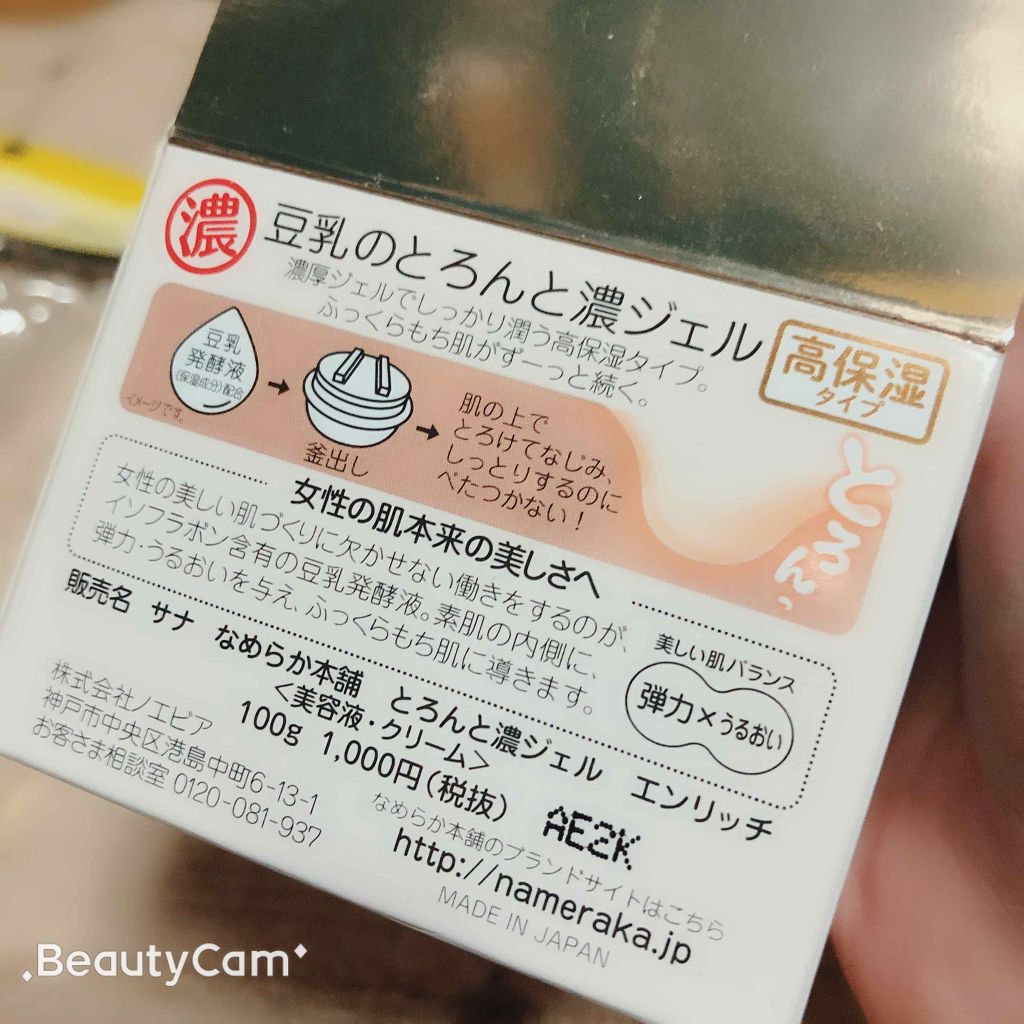 濃
豆乳のとろんと濃ジェル
濃厚ジェルでしっかり潤う高保湿タイプ。
ふっくらもち肌がずーっと続く。
高保湿
タイプ
豆乳
発酵液
(保湿成分)配合
イメージです。
釜出し
肌の上で
とろけてなじみ、
しっとりするのに
べたつかない!
とろん、
女性の肌本来の美しさへ
女性の美しい肌づくりに欠かせない働きをするのが、
イソフラボン含有の豆乳発酵液。素肌の内側に、
弾力・うるおいを与え、ふっくらもち肌に導きます。
美しい肌バランス
弾力×うるおい
販売名 サナ なめらか本舗 とろんと濃ジェル エンリッチ
<美容液・クリーム>
100g 1,000円(税抜)
AE2K
株式会社ノエビア
神戸市中央区港島中町6-13-1
お客さま相談室 0120-081-937
なめらか本舗のブランドサイトはこちら
http://nameraka.jp
MADE IN JAPAN
BeautyCam